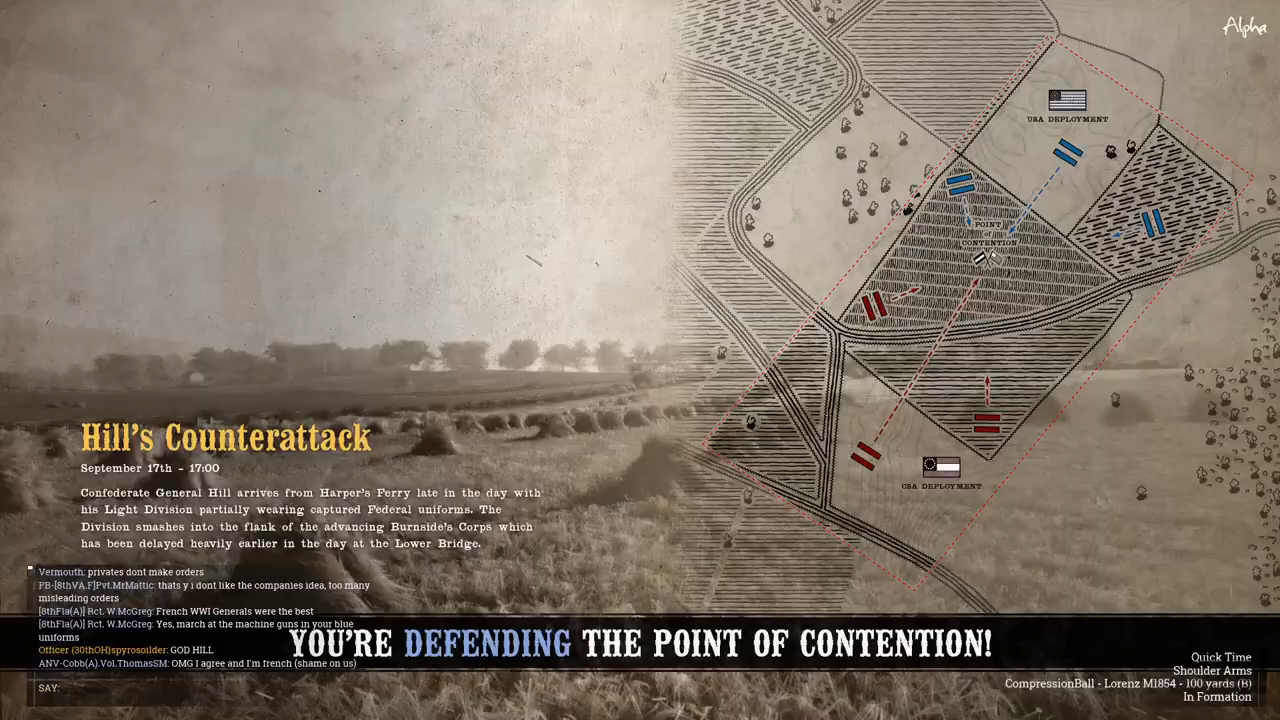 Alpha
USA DEPLOYMENT
POINT
OF
CONTENTION
CSA DEPLOYMENT
Hill's Counterattack
September 17th - 17:00
Confederate General Hill arrives from Harper's Ferry late in the day with
his Light Division partially wearing captured Federal uniforms. The
Division smashes into the flank of the advancing Burnside's Corps which
has been delayed heavily earlier in the day at the Lower Bridge.
Vermouth: privates dont make orders
PB-[8thVA.F]Pvt.MrMattic: thats y i dont like the companies idea, too many
misleading orders
[8thFla(A)] Rct. W.McGreg: French WWI Generals were the best
[8thFla(A)] Rct. W.McGreg: Yes, march at the machine guns in your blue
uniforms
Officer {30thOH}spyrosoilder: GOD HILL
ANV-Cobb(A).Vol.ThomasSM: OMG I agree and I'm french (shame on us)
SAY:
YOU'RE DEFENDING THE POINT OF CONTENTION!
Quick Time
Shoulder Arms
CompressionBall - Lorenz M1854 - 100 yards (B)
In Formation